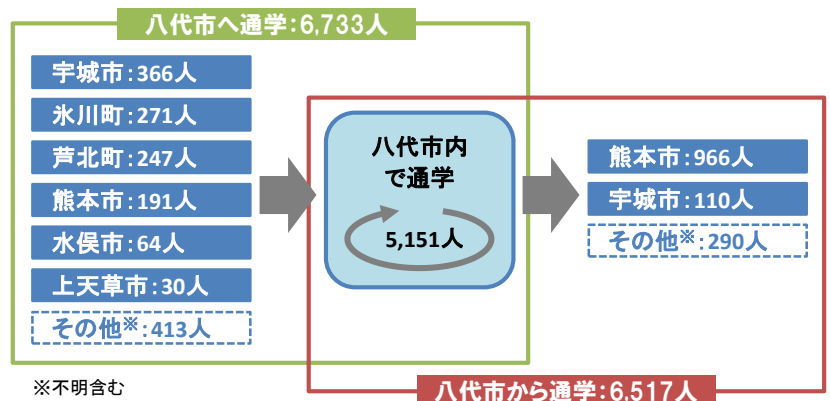 八代市へ通学:6,733人
宇城市:366人
氷川町:271人
芦北町:247人
熊本市:191人
水俣市:64人
上天草市:30人
その他※:413人
八代市内
で通学
5,151人
熊本市:966人
宇城市:110人
その他※:290人
※不明含む
八代市から通学:6,517人